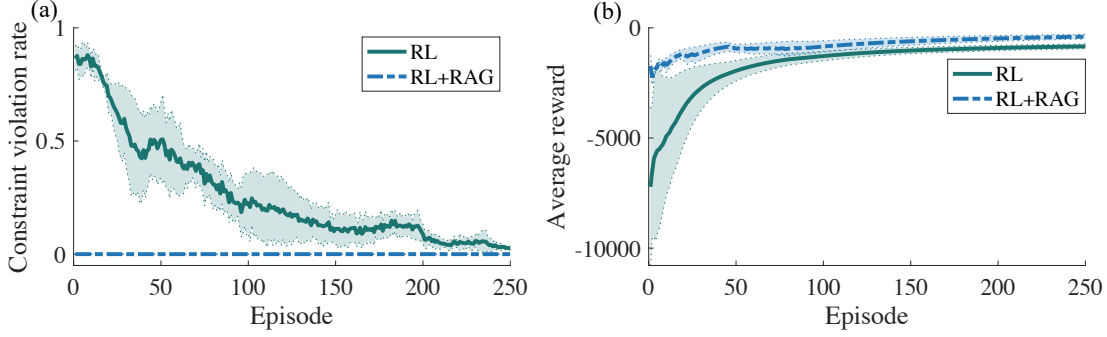 (a)
Constraint violation rate
1
0.5
0
RL
RL+RAG
0 50 100 150 200 250
Episode
(b)
Average reward
0
-5000
-10000
RL
RL+RAG
0 50 100 150 200 250
Episode